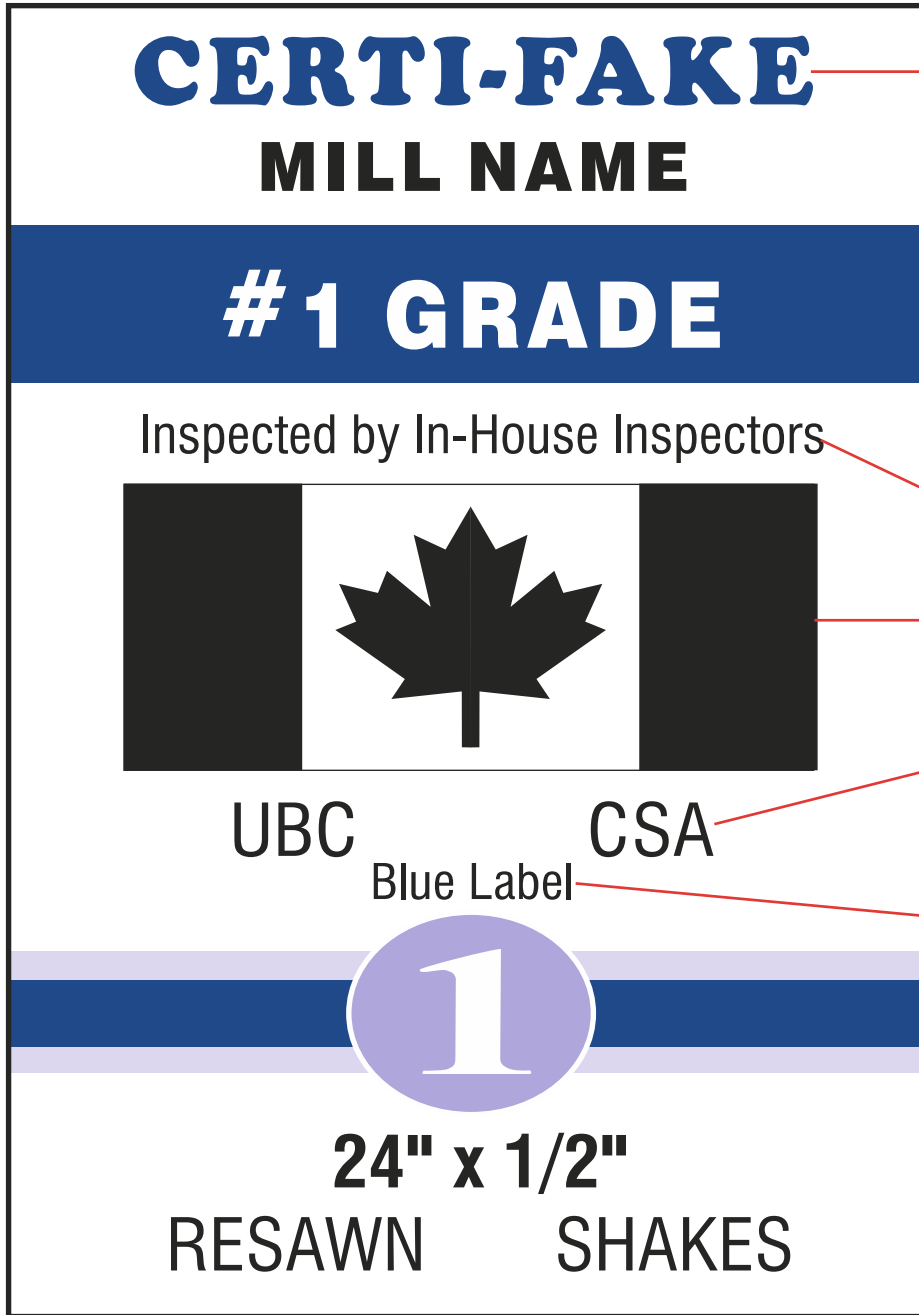 CERTI-FAKE
MILL NAME
#1 GRADE
Inspected by In-House Inspectors
UBC CSA
Blue Label
1
24" x 1/2"
RESAWN SHAKES